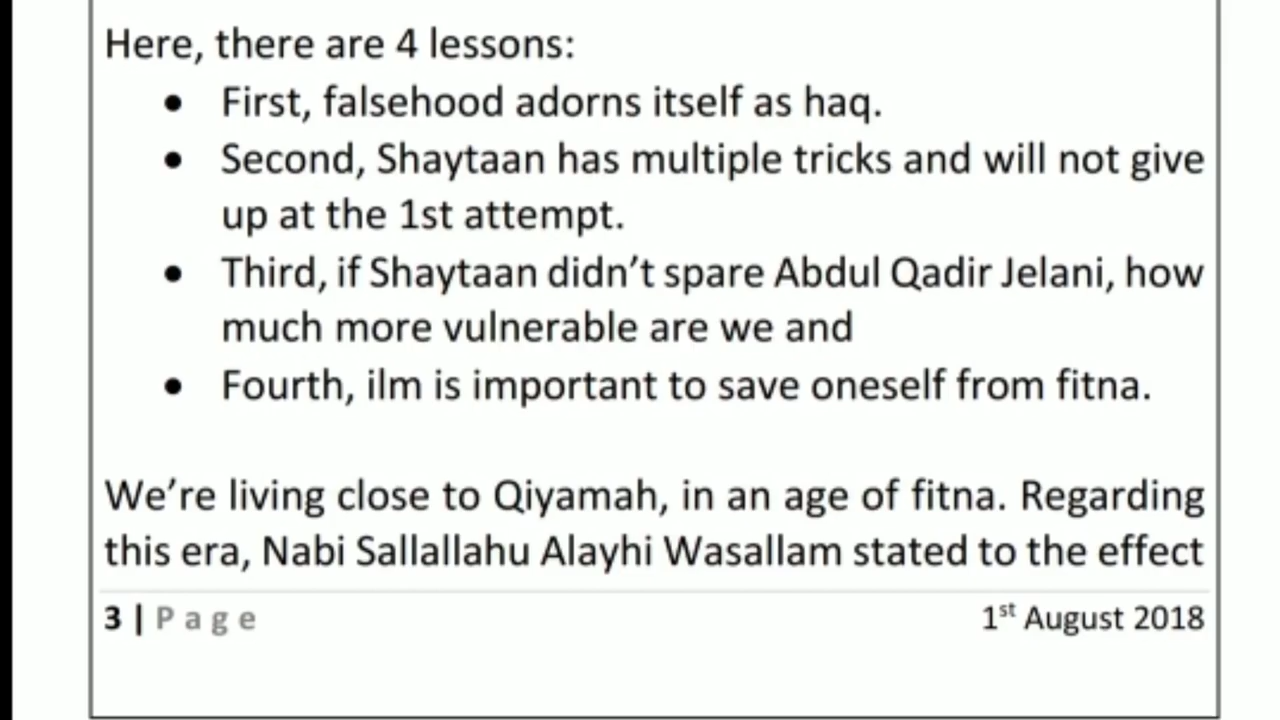 Here, there are 4 lessons:
• First, falsehood adorns itself as haq.
• Second, Shaytaan has multiple tricks and will not give
up at the 1st attempt.
• Third, if Shaytaan didn’t spare Abdul Qadir Jelani, how
much more vulnerable are we and
• Fourth, ilm is important to save oneself from fitna.
We’re living close to Qiyamah, in an age of fitna. Regarding
this era, Nabi Sallallahu Alayhi Wasallam stated to the effect
3 | Page 1st August 2018